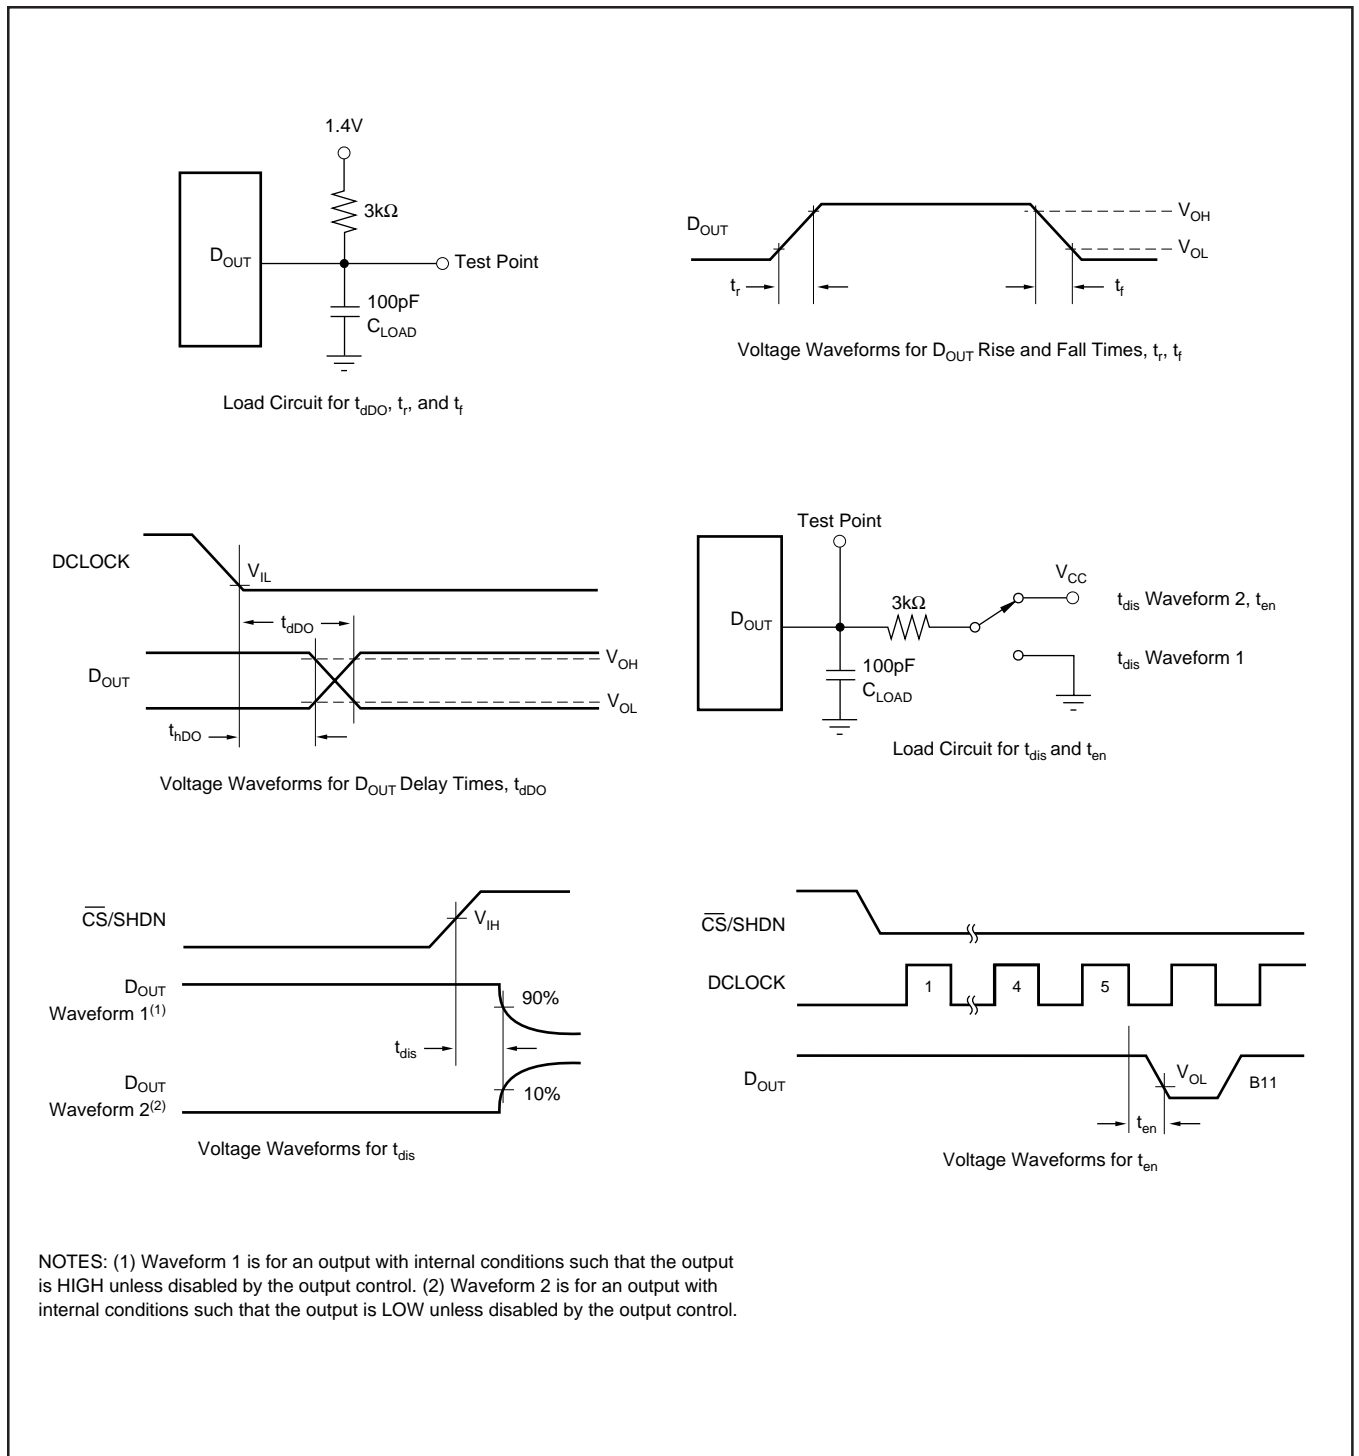 1.4V
3kΩ
D_OUT
Test Point
100pF
C_LOAD
Load Circuit for t_dDO, t_r, and t_f
D_OUT
V_OH
V_OL
t_r
t_f
Voltage Waveforms for D_OUT Rise and Fall Times, t_r, t_f
DCLOCK
V_IL
t_dDO
D_OUT
V_OH
V_OL
t_hDO
Voltage Waveforms for D_OUT Delay Times, t_dDO
Test Point
D_OUT
3kΩ
V_CC
t_dis Waveform 2, t_en
t_dis Waveform 1
100pF
C_LOAD
Load Circuit for t_dis and t_en
C̅S̅/SHDN
V_IH
D_OUT
Waveform 1(1)
90%
t_dis
D_OUT
Waveform 2(2)
10%
Voltage Waveforms for t_dis
C̅S̅/SHDN
DCLOCK
1
4
5
D_OUT
V_OL
B11
t_en
Voltage Waveforms for t_en
NOTES: (1) Waveform 1 is for an output with internal conditions such that the output
is HIGH unless disabled by the output control. (2) Waveform 2 is for an output with
internal conditions such that the output is LOW unless disabled by the output control.